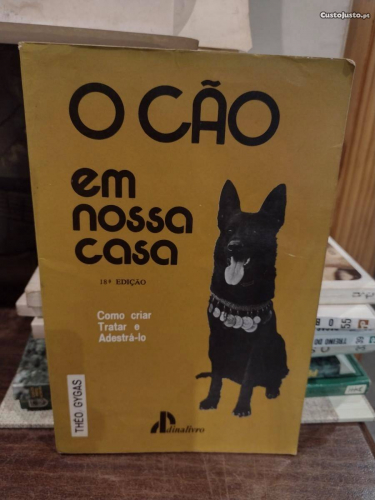 CustoJusto.pt
O CÃO
em
nossa
casa
18ª EDIÇÃO
Como criar
Tratar e
Adestrá-lo
THÉO GYGAS
dinalivro